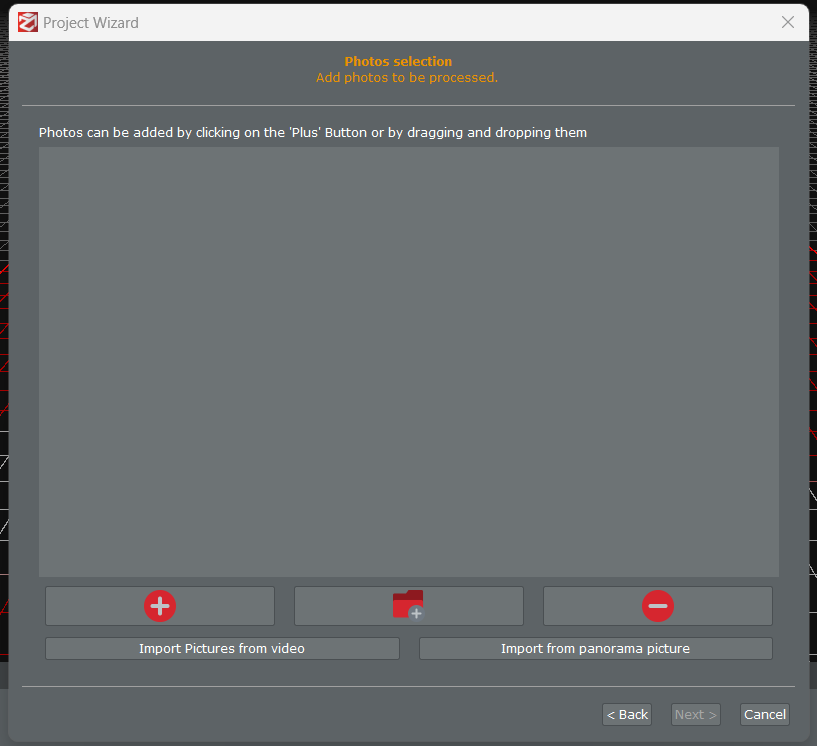 Project Wizard
Photos selection
Add photos to be processed.
Photos can be added by clicking on the 'Plus' Button or by dragging and dropping them
Import Pictures from video
Import from panorama picture
< Back
Next >
Cancel